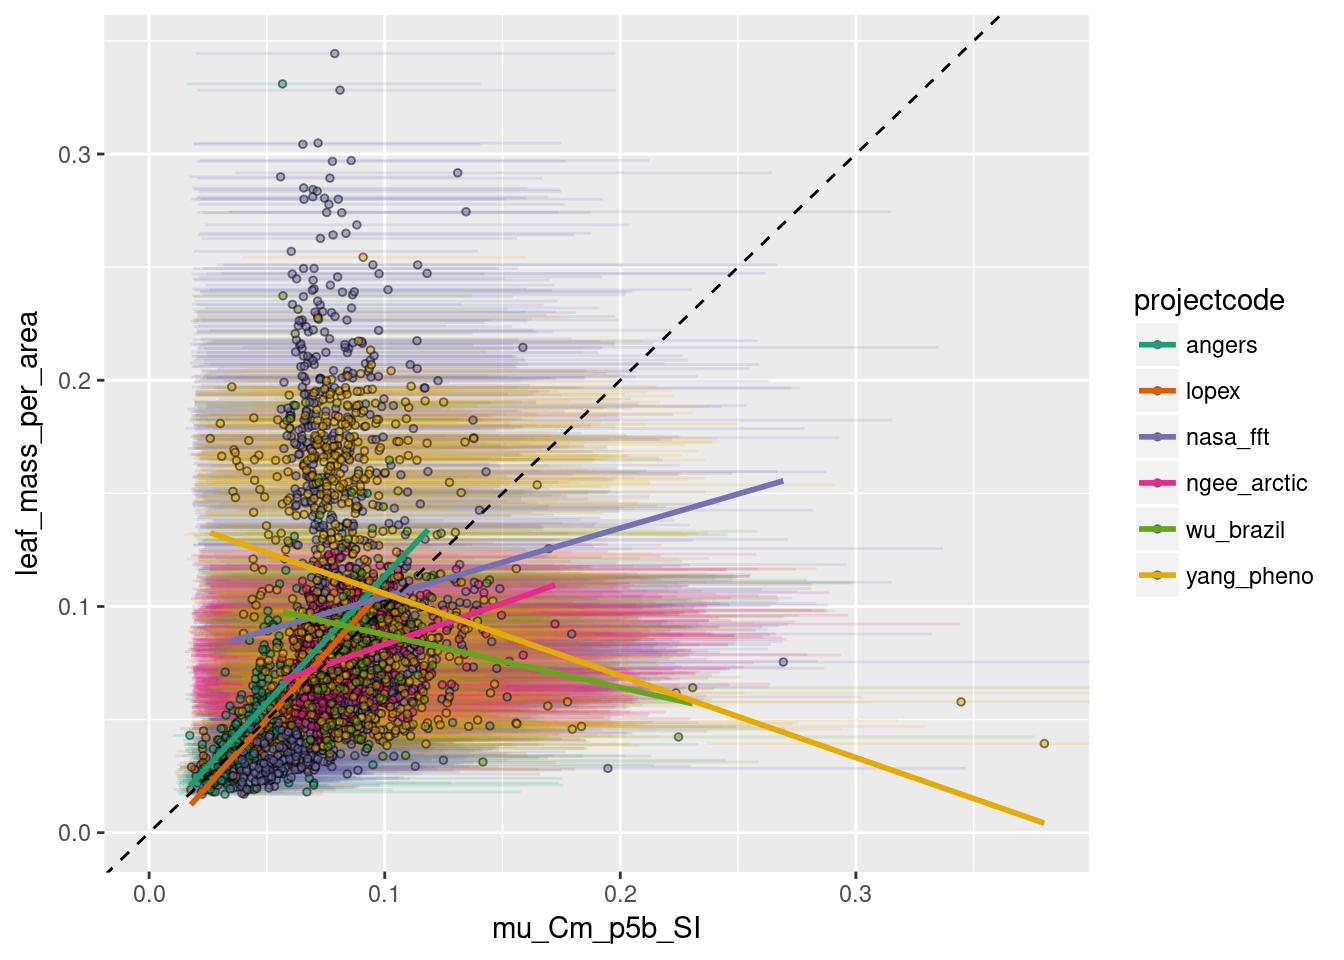 leaf_mass_per_area
0.3
0.2
0.1
0.0
0.0 0.1 0.2 0.3
mu_Cm_p5b_SI
projectcode
angers
lopex
nasa_fft
ngee_arctic
wu_brazil
yang_pheno